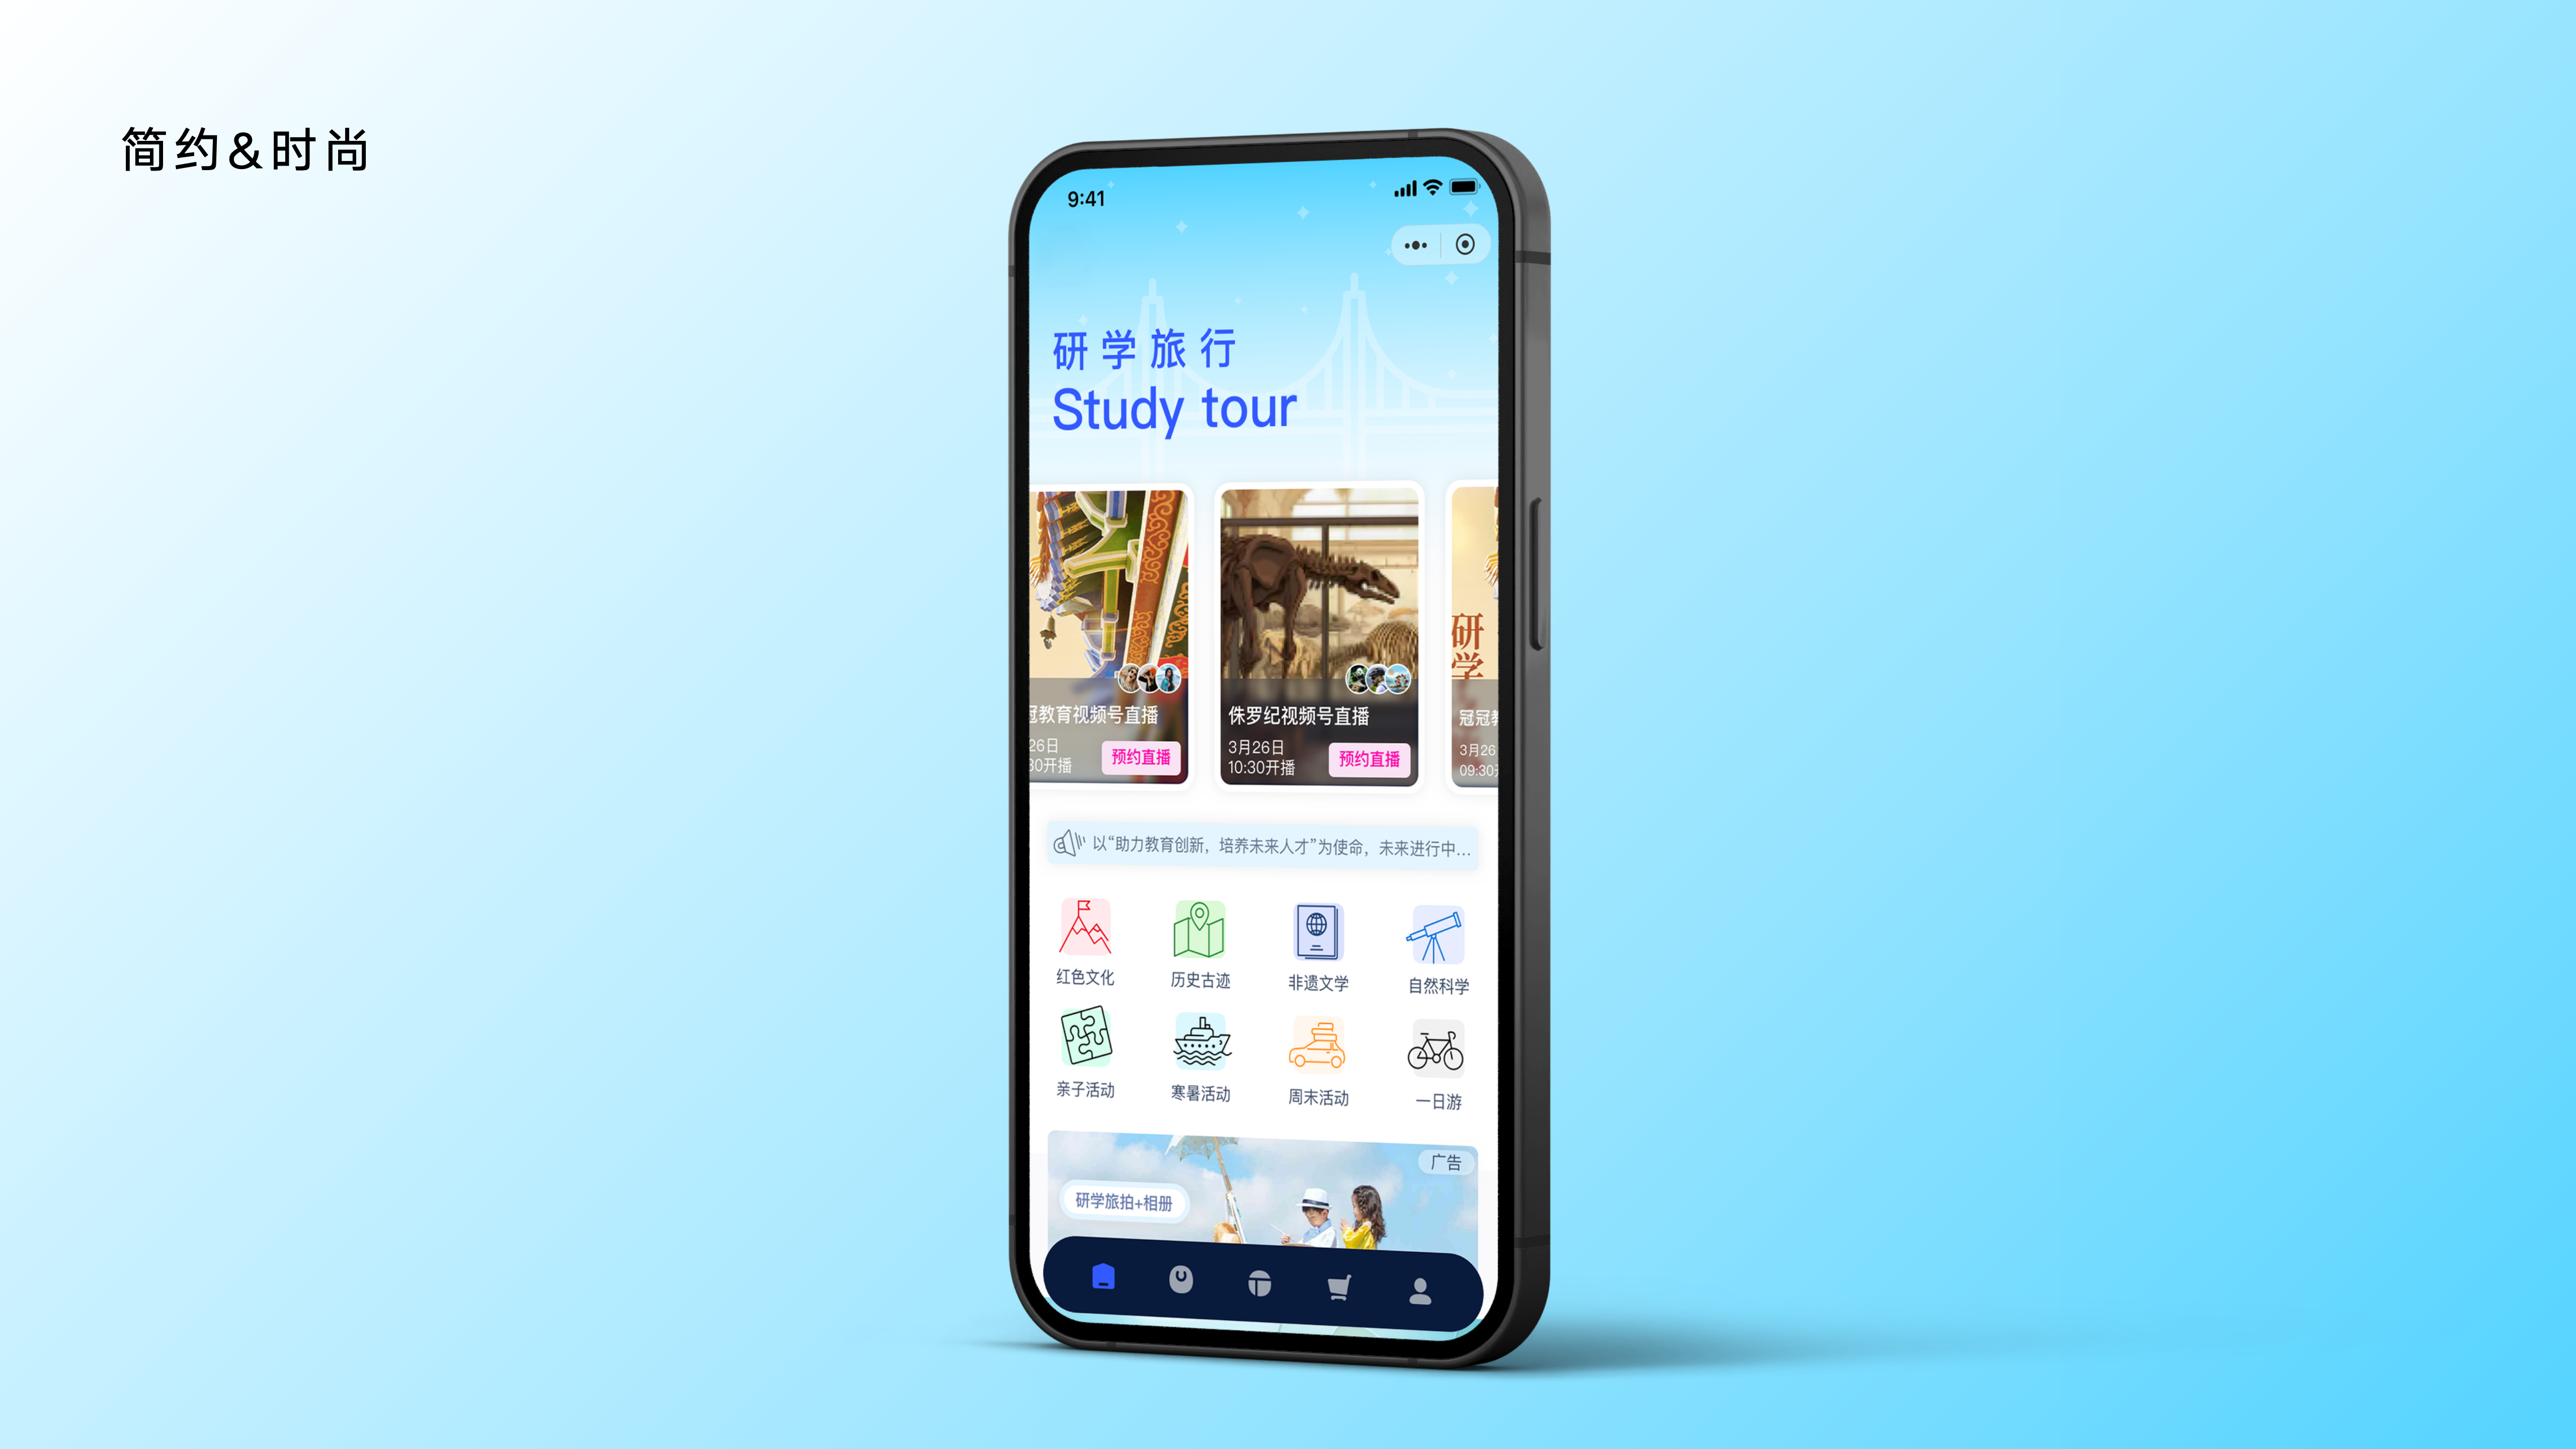 简约&时尚
9:41
研学旅行
Study tour
研
学
冠教育视频号直播
26日
30开播
预约直播
侏罗纪视频号直播
3月26日
10:30开播
预约直播
冠冠教
3月26
09:30开
以“助力教育创新，培养未来人才”为使命，未来进行中...
红色文化
历史古迹
非遗文学
自然科学
亲子活动
寒暑活动
周末活动
一日游
广告
研学旅拍+相册